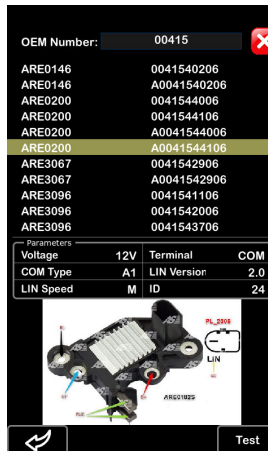 OEM Number: 00415
ARE0146 0041540206
ARE0146 A0041540206
ARE0200 0041544006
ARE0200 0041544106
ARE0200 A0041544006
ARE0200 A0041544106
ARE3067 0041542906
ARE3067 A0041542906
ARE3096 0041541106
ARE3096 0041542006
ARE3096 0041543706
Parameters
Voltage 12V Terminal COM
COM Type A1 LIN Version 2.0
LIN Speed M ID 24
PL_2005
LIN
ARE0182S
Test